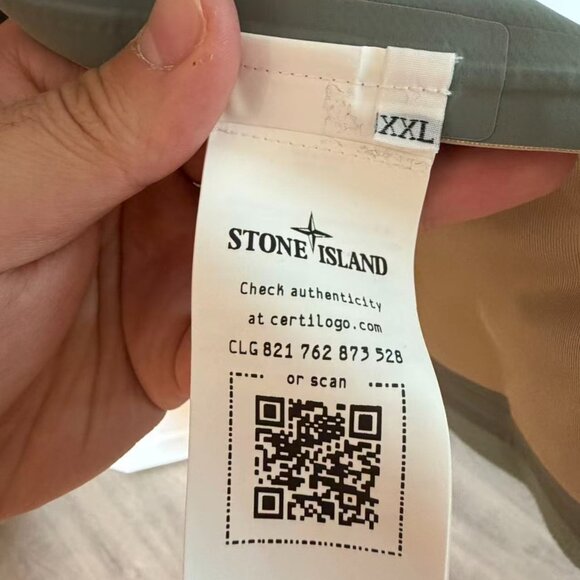 XXL
STONE ISLAND
Check authenticity
at certilogo.com
CLG 821 762 873 528
or scan